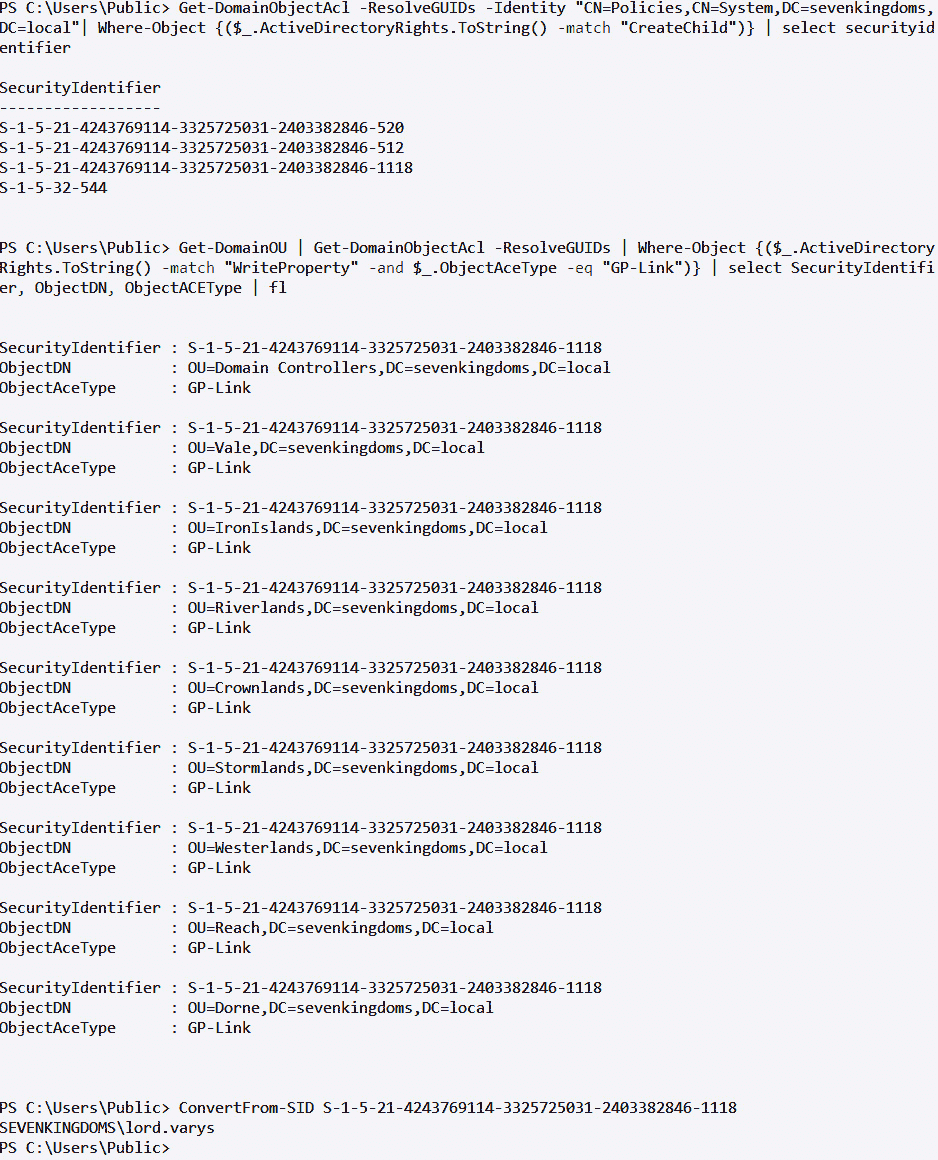 PS C:\Users\Public> Get-DomainObjectAcl -ResolveGUIDs -Identity "CN=Policies,CN=System,DC=sevenkingdoms,
DC=local"| Where-Object {($_.ActiveDirectoryRights.ToString() -match "CreateChild")} | select securityid
entifier
SecurityIdentifier
------------------
S-1-5-21-4243769114-3325725031-2403382846-520
S-1-5-21-4243769114-3325725031-2403382846-512
S-1-5-21-4243769114-3325725031-2403382846-1118
S-1-5-32-544
PS C:\Users\Public> Get-DomainOU | Get-DomainObjectAcl -ResolveGUIDs | Where-Object {($_.ActiveDirectory
Rights.ToString() -match "WriteProperty" -and $_.ObjectAceType -eq "GP-Link")} | select SecurityIdentifi
er, ObjectDN, ObjectACEType | fl
SecurityIdentifier : S-1-5-21-4243769114-3325725031-2403382846-1118
ObjectDN           : OU=Domain Controllers,DC=sevenkingdoms,DC=local
ObjectAceType      : GP-Link
SecurityIdentifier : S-1-5-21-4243769114-3325725031-2403382846-1118
ObjectDN           : OU=Vale,DC=sevenkingdoms,DC=local
ObjectAceType      : GP-Link
SecurityIdentifier : S-1-5-21-4243769114-3325725031-2403382846-1118
ObjectDN           : OU=IronIslands,DC=sevenkingdoms,DC=local
ObjectAceType      : GP-Link
SecurityIdentifier : S-1-5-21-4243769114-3325725031-2403382846-1118
ObjectDN           : OU=Riverlands,DC=sevenkingdoms,DC=local
ObjectAceType      : GP-Link
SecurityIdentifier : S-1-5-21-4243769114-3325725031-2403382846-1118
ObjectDN           : OU=Crownlands,DC=sevenkingdoms,DC=local
ObjectAceType      : GP-Link
SecurityIdentifier : S-1-5-21-4243769114-3325725031-2403382846-1118
ObjectDN           : OU=Stormlands,DC=sevenkingdoms,DC=local
ObjectAceType      : GP-Link
SecurityIdentifier : S-1-5-21-4243769114-3325725031-2403382846-1118
ObjectDN           : OU=Westerlands,DC=sevenkingdoms,DC=local
ObjectAceType      : GP-Link
SecurityIdentifier : S-1-5-21-4243769114-3325725031-2403382846-1118
ObjectDN           : OU=Reach,DC=sevenkingdoms,DC=local
ObjectAceType      : GP-Link
SecurityIdentifier : S-1-5-21-4243769114-3325725031-2403382846-1118
ObjectDN           : OU=Dorne,DC=sevenkingdoms,DC=local
ObjectAceType      : GP-Link
PS C:\Users\Public> ConvertFrom-SID S-1-5-21-4243769114-3325725031-2403382846-1118
SEVENKINGDOMS\lord.varys
PS C:\Users\Public>